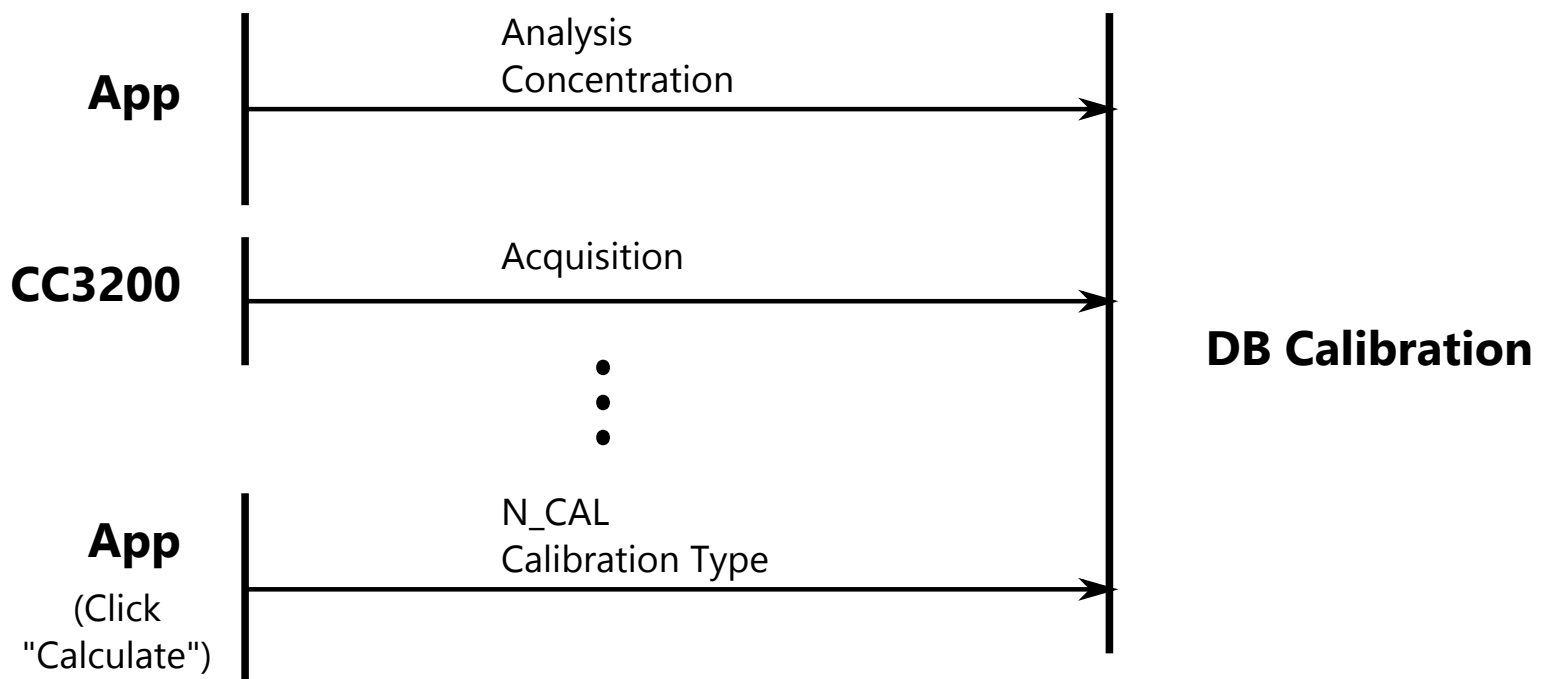 Analysis
Concentration
App
Acquisition
CC3200
DB Calibration
N_CAL
Calibration Type
App
(Click
"Calculate")